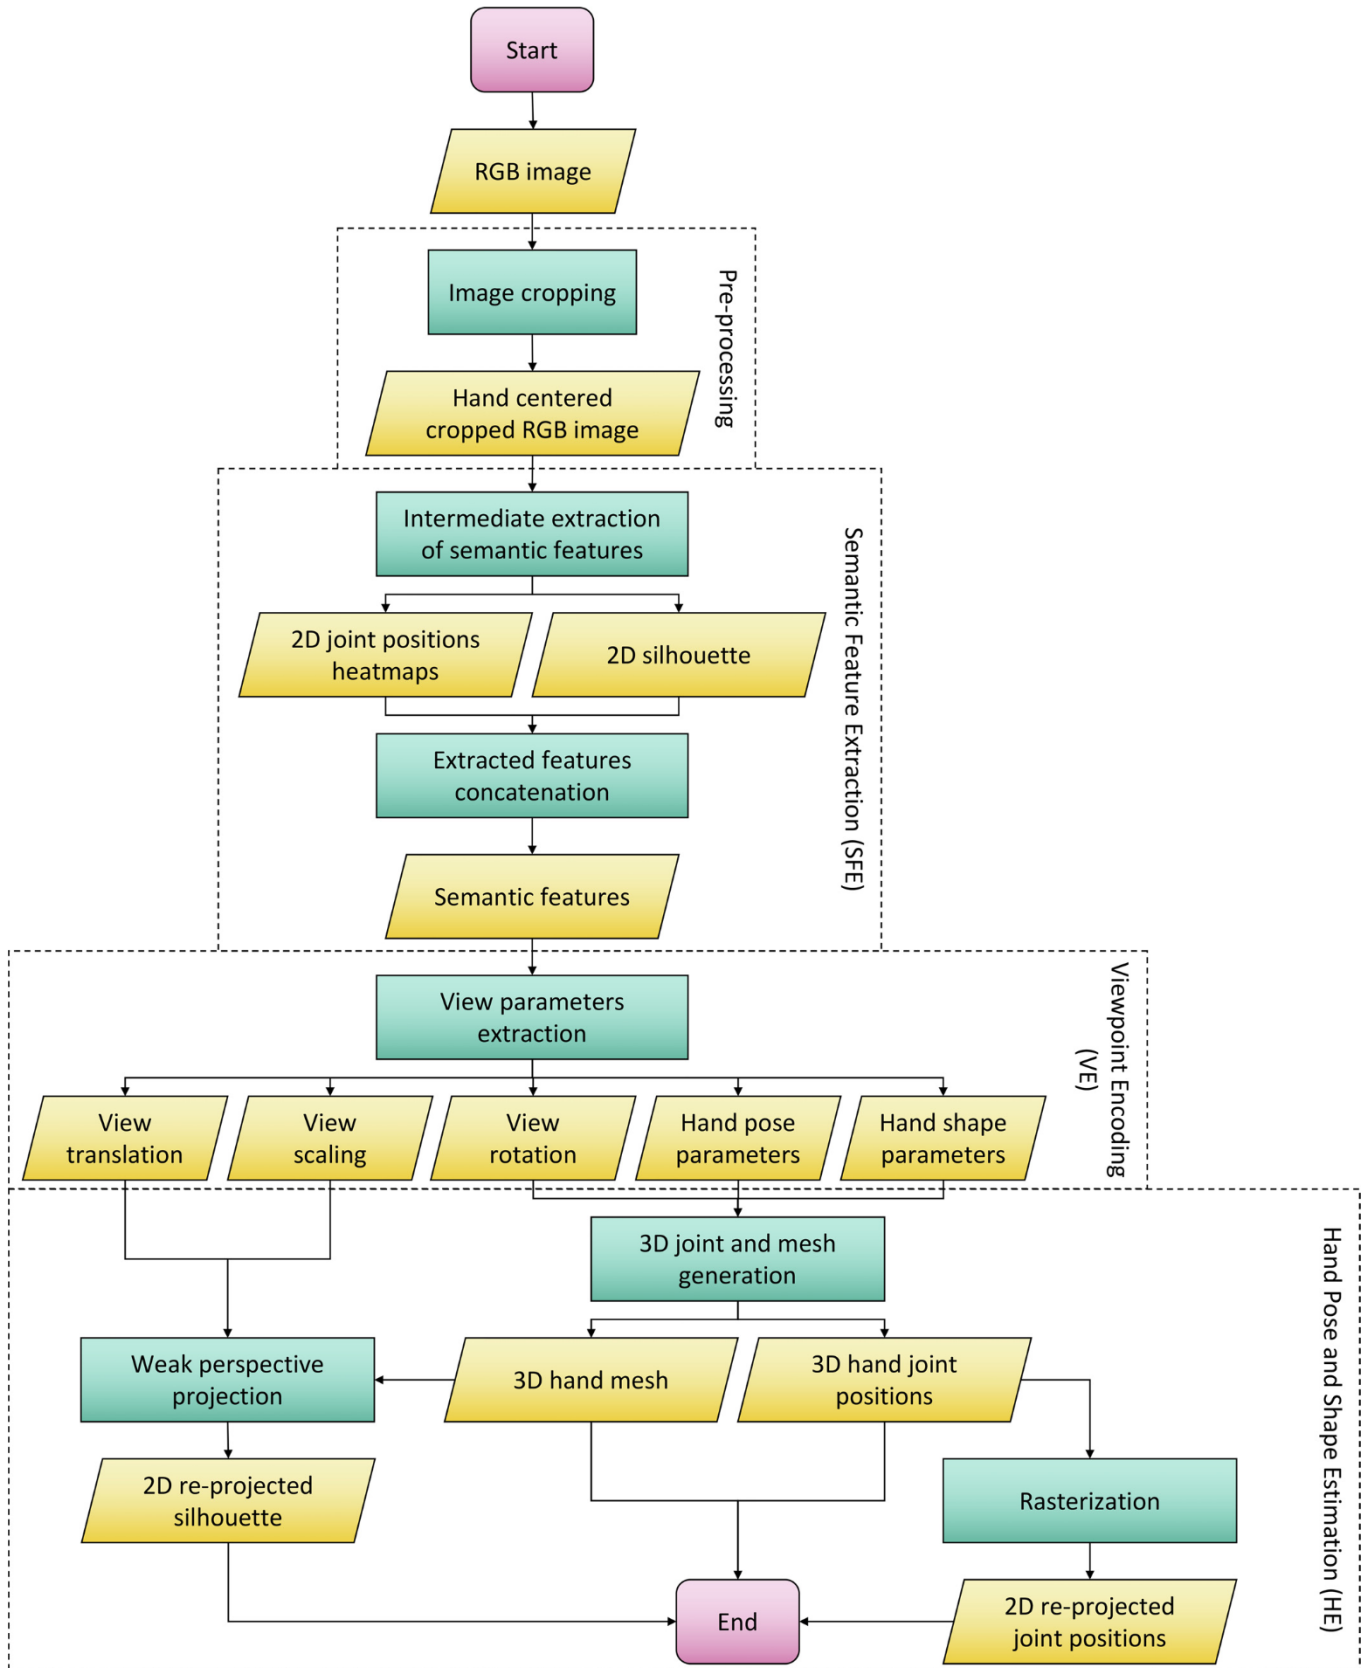 Start
RGB image
Pre-processing
Image cropping
Hand centered
cropped RGB image
Semantic Feature Extraction (SFE)
Intermediate extraction
of semantic features
2D joint positions
heatmaps
2D silhouette
Extracted features
concatenation
Semantic features
Viewpoint Encoding
(VE)
View parameters
extraction
View
translation
View
scaling
View
rotation
Hand pose
parameters
Hand shape
parameters
Hand Pose and Shape Estimation (HE)
3D joint and mesh
generation
Weak perspective
projection
3D hand mesh
3D hand joint
positions
2D re-projected
silhouette
Rasterization
End
2D re-projected
joint positions